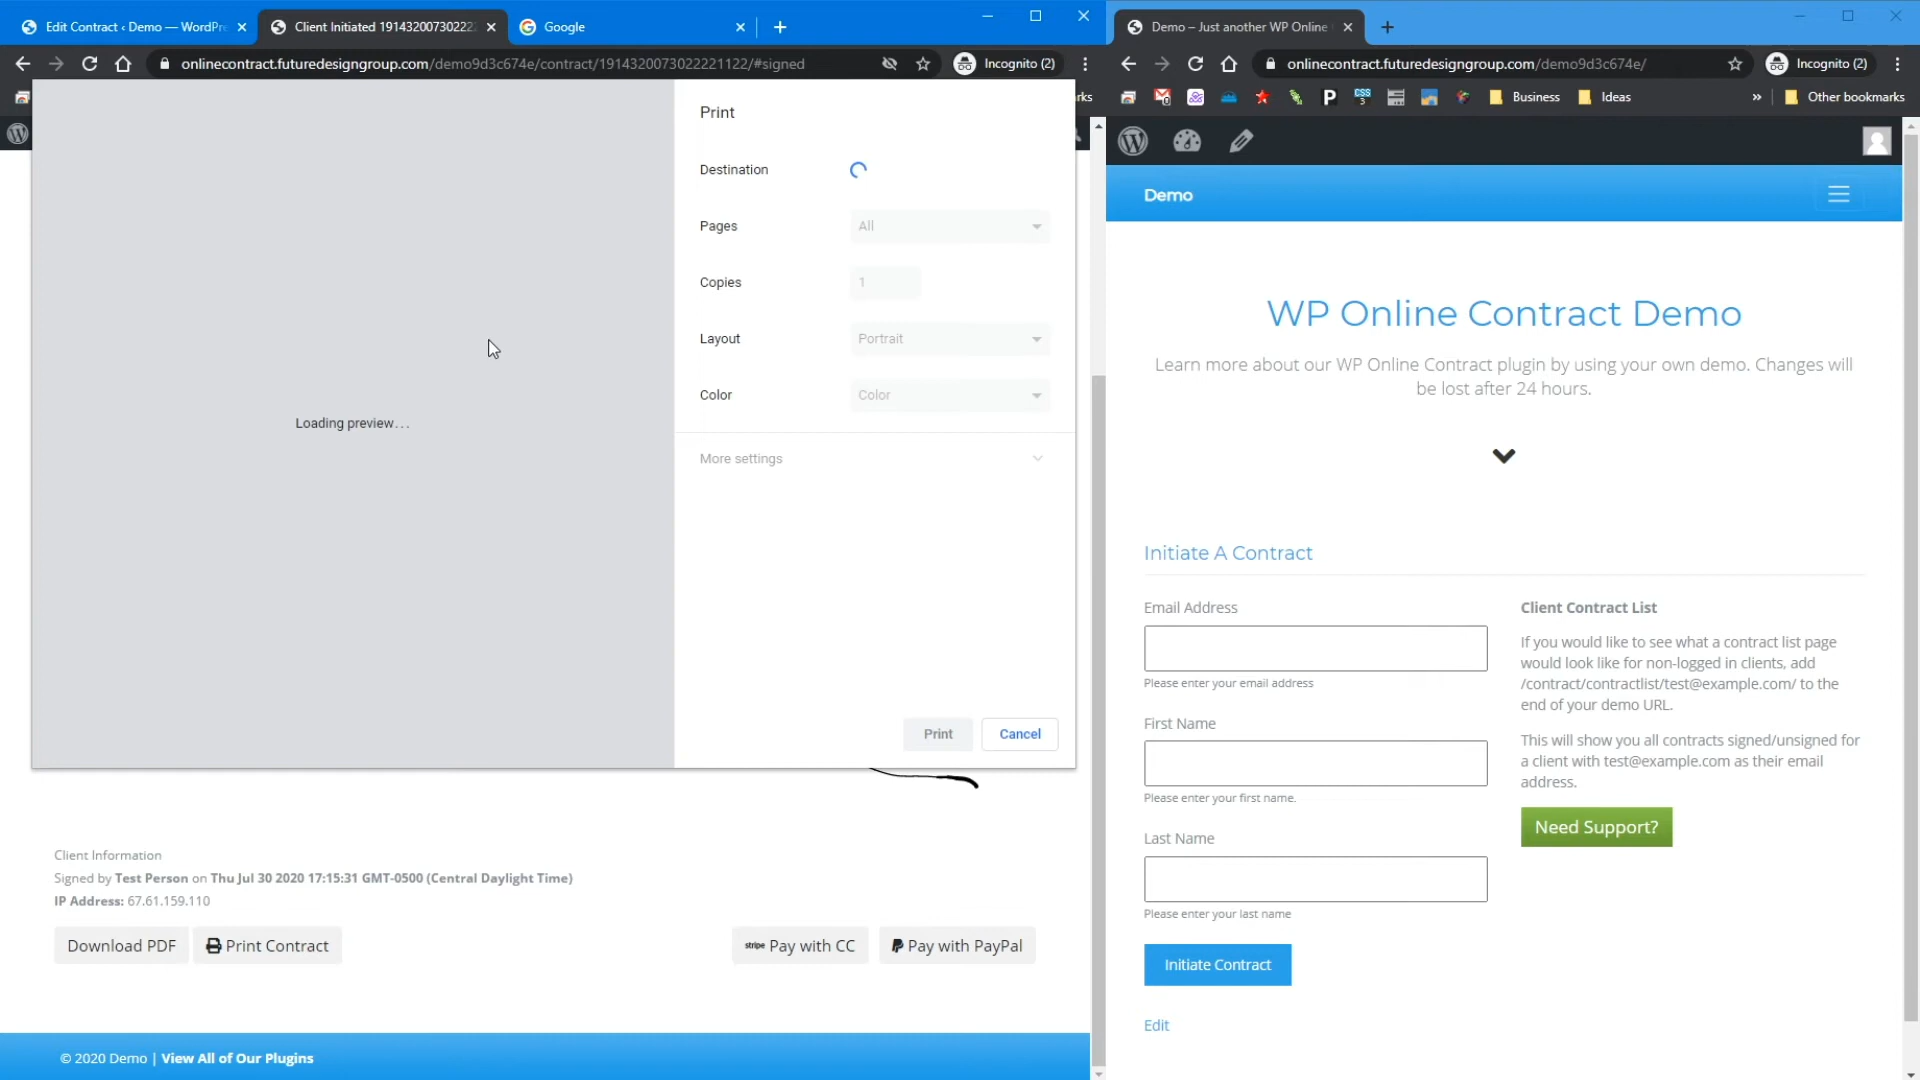 Edit Contract ‹ Demo — WordPr
Client Initiated 1914320073022
Google
onlinecontract.futuredesigngroup.com/demo9d3c674e/contract/1914320073022221122/#signed
Incognito (2)
rks
Print
Destination
Pages
All
Copies
1
Layout
Portrait
Color
Color
More settings
Loading preview...
Print
Cancel
Client Information
Signed by Test Person on Thu Jul 30 2020 17:15:31 GMT-0500 (Central Daylight Time)
IP Address: 67.61.159.110
Download PDF
Print Contract
stripe Pay with CC
Pay with PayPal
© 2020 Demo | View All of Our Plugins
Demo – Just another WP Online
onlinecontract.futuredesigngroup.com/demo9d3c674e/
Incognito (2)
P
CSS
3
Business
Ideas
»
Other bookmarks
Demo
WP Online Contract Demo
Learn more about our WP Online Contract plugin by using your own demo. Changes will
be lost after 24 hours.
Initiate A Contract
Email Address
Please enter your email address
First Name
Please enter your first name.
Last Name
Please enter your last name
Initiate Contract
Edit
Client Contract List
If you would like to see what a contract list page
would look like for non-logged in clients, add
/contract/contractlist/test@example.com/ to the
end of your demo URL.
This will show you all contracts signed/unsigned for
a client with test@example.com as their email
address.
Need Support?